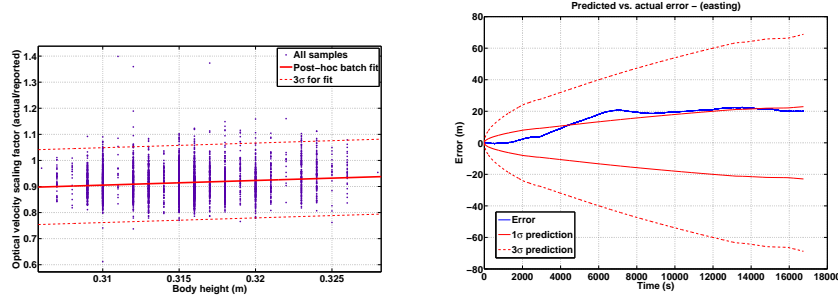 All samples
Post-hoc batch fit
3σ for fit
Optical velocity scaling factor (actual/reported)
1.4
1.3
1.2
1.1
1
0.9
0.8
0.7
0.6
0.31
0.315
0.32
0.325
Body height (m)
Predicted vs. actual error – (easting)
Error (m)
80
60
40
20
0
−20
−40
−60
−80
Error
1σ prediction
3σ prediction
0
2000
4000
6000
8000
10000
12000
14000
16000
18000
Time (s)